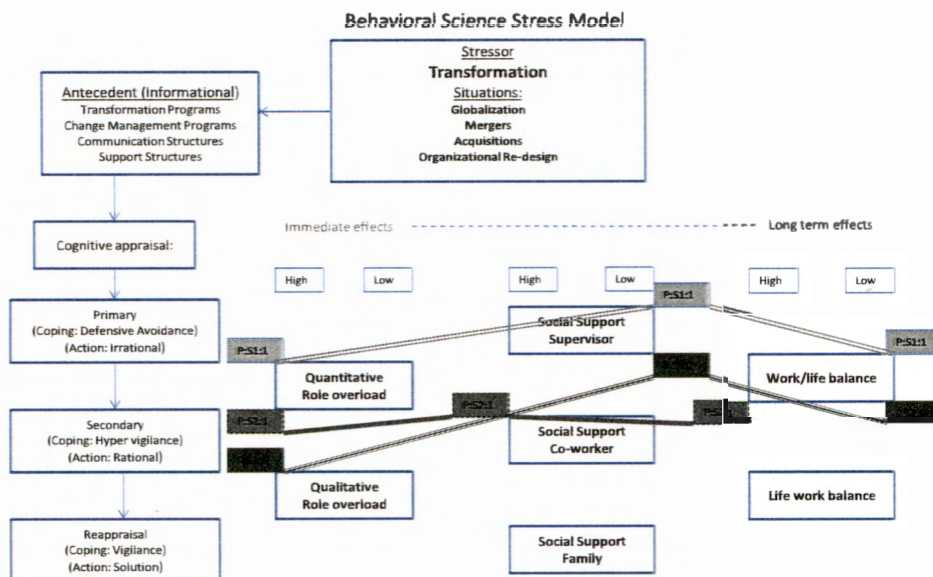 Behavioral Science Stress Model
Stressor
Transformation
Situations:
Globalization
Mergers
Acquisitions
Organizational Re-design
Antecedent (Informational)
Transformation Programs
Change Management Programs
Communication Structures
Support Structures
Immediate effects
Long term effects
Cognitive appraisal:
High
Low
High
Low
High
Low
Primary
(Coping: Defensive Avoidance)
(Action: Irrational)
P:S1:1
P:S1:1
P:S1:1
Social Support
Supervisor
Quantitative
Role overload
Work/life balance
Secondary
(Coping: Hyper vigilance)
(Action: Rational)
P:S2:1
P:S2:1
Social Support
Co-worker
Qualitative
Role overload
Life work balance
Reappraisal
(Coping: Vigilance)
(Action: Solution)
Social Support
Family